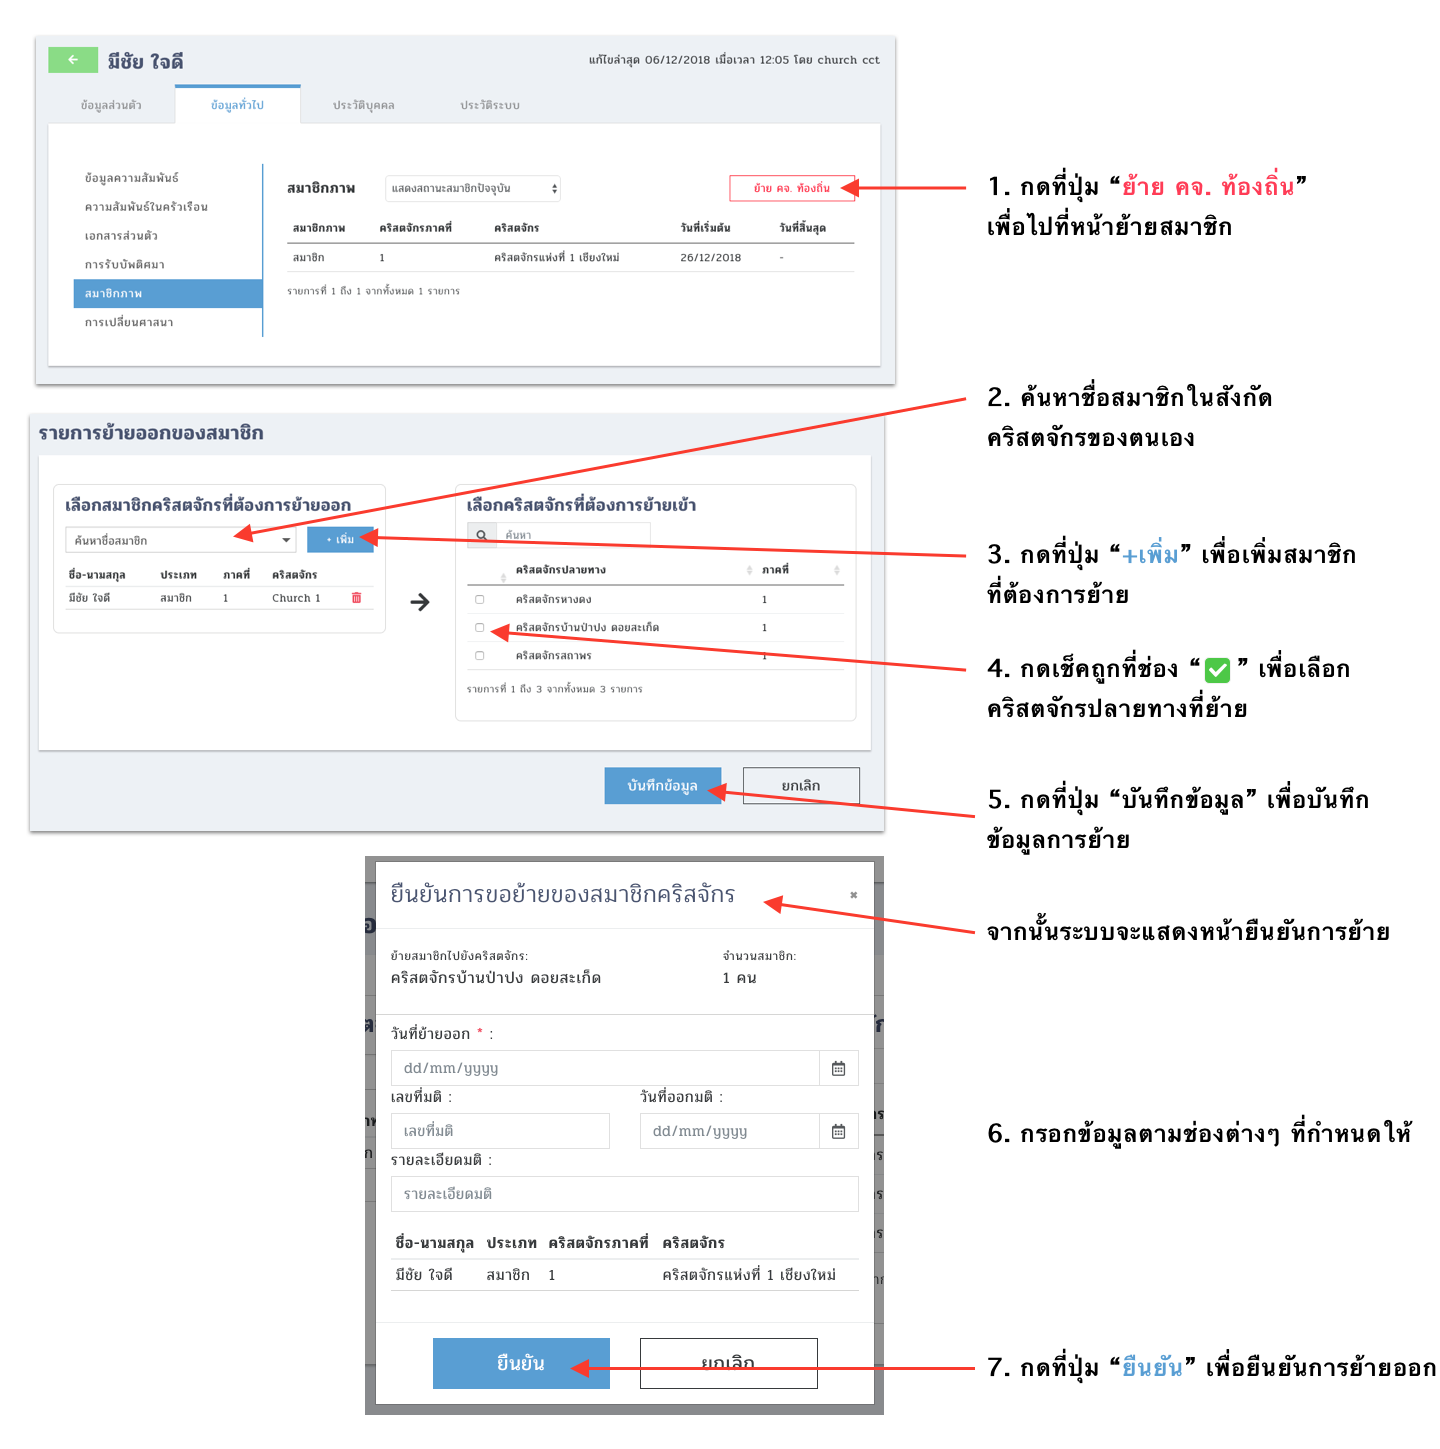 มีชัย ใจดี
แก้ไขล่าสุด 06/12/2018 เมื่อเวลา 12:05 โดย church cct
ข้อมูลส่วนตัว ข้อมูลทั่วไป ประวัติบุคคล ประวัติระบบ
ข้อมูลความสัมพันธ์
ความสัมพันธ์ในครัวเรือน
เอกสารส่วนตัว
การรับบัพติศมา
สมาชิกภาพ
การเปลี่ยนศาสนา
สมาชิกภาพ แสดงสถานะสมาชิกปัจจุบัน ย้าย คจ. ท้องถิ่น
สมาชิกภาพ คริสตจักรภาคที่ คริสตจักร วันที่เริ่มต้น วันที่สิ้นสุด
สมาชิก 1 คริสตจักรแห่งที่ 1 เชียงใหม่ 26/12/2018 -
รายการที่ 1 ถึง 1 จากทั้งหมด 1 รายการ
1. กดที่ปุ่ม “ย้าย คจ. ท้องถิ่น”
เพื่อไปที่หน้าย้ายสมาชิก
2. ค้นหาชื่อสมาชิกในสังกัด
คริสตจักรของตนเอง
รายการย้ายออกของสมาชิก
เลือกสมาชิกคริสตจักรที่ต้องการย้ายออก
ค้นหาชื่อสมาชิก + เพิ่ม
ชื่อ-นามสกุล ประเภท ภาคที่ คริสตจักร
มีชัย ใจดี สมาชิก 1 Church 1
เลือกคริสตจักรที่ต้องการย้ายเข้า
ค้นหา
คริสตจักรปลายทาง ภาคที่
คริสตจักรหางดง 1
คริสตจักรบ้านป่าปง ดอยสะเก็ด 1
คริสตจักรสถาพร 1
รายการที่ 1 ถึง 3 จากทั้งหมด 3 รายการ
บันทึกข้อมูล ยกเลิก
3. กดที่ปุ่ม “+เพิ่ม” เพื่อเพิ่มสมาชิก
ที่ต้องการย้าย
4. กดเช็คถูกที่ช่อง “✅” เพื่อเลือก
คริสตจักรปลายทางที่ย้าย
5. กดที่ปุ่ม “บันทึกข้อมูล” เพื่อบันทึก
ข้อมูลการย้าย
ยืนยันการขอย้ายของสมาชิกคริสจักร ×
ย้ายสมาชิกไปยังคริสตจักร: จำนวนสมาชิก:
คริสตจักรบ้านป่าปง ดอยสะเก็ด 1 คน
วันที่ย้ายออก * :
dd/mm/yyyy
เลขที่มติ : วันที่ออกมติ :
เลขที่มติ dd/mm/yyyy
รายละเอียดมติ :
รายละเอียดมติ
ชื่อ-นามสกุล ประเภท คริสตจักรภาคที่ คริสตจักร
มีชัย ใจดี สมาชิก 1 คริสตจักรแห่งที่ 1 เชียงใหม่
ยืนยัน ยกเลิก
จากนั้นระบบจะแสดงหน้ายืนยันการย้าย
6. กรอกข้อมูลตามช่องต่างๆ ที่กำหนดให้
7. กดที่ปุ่ม “ยืนยัน” เพื่อยืนยันการย้ายออก